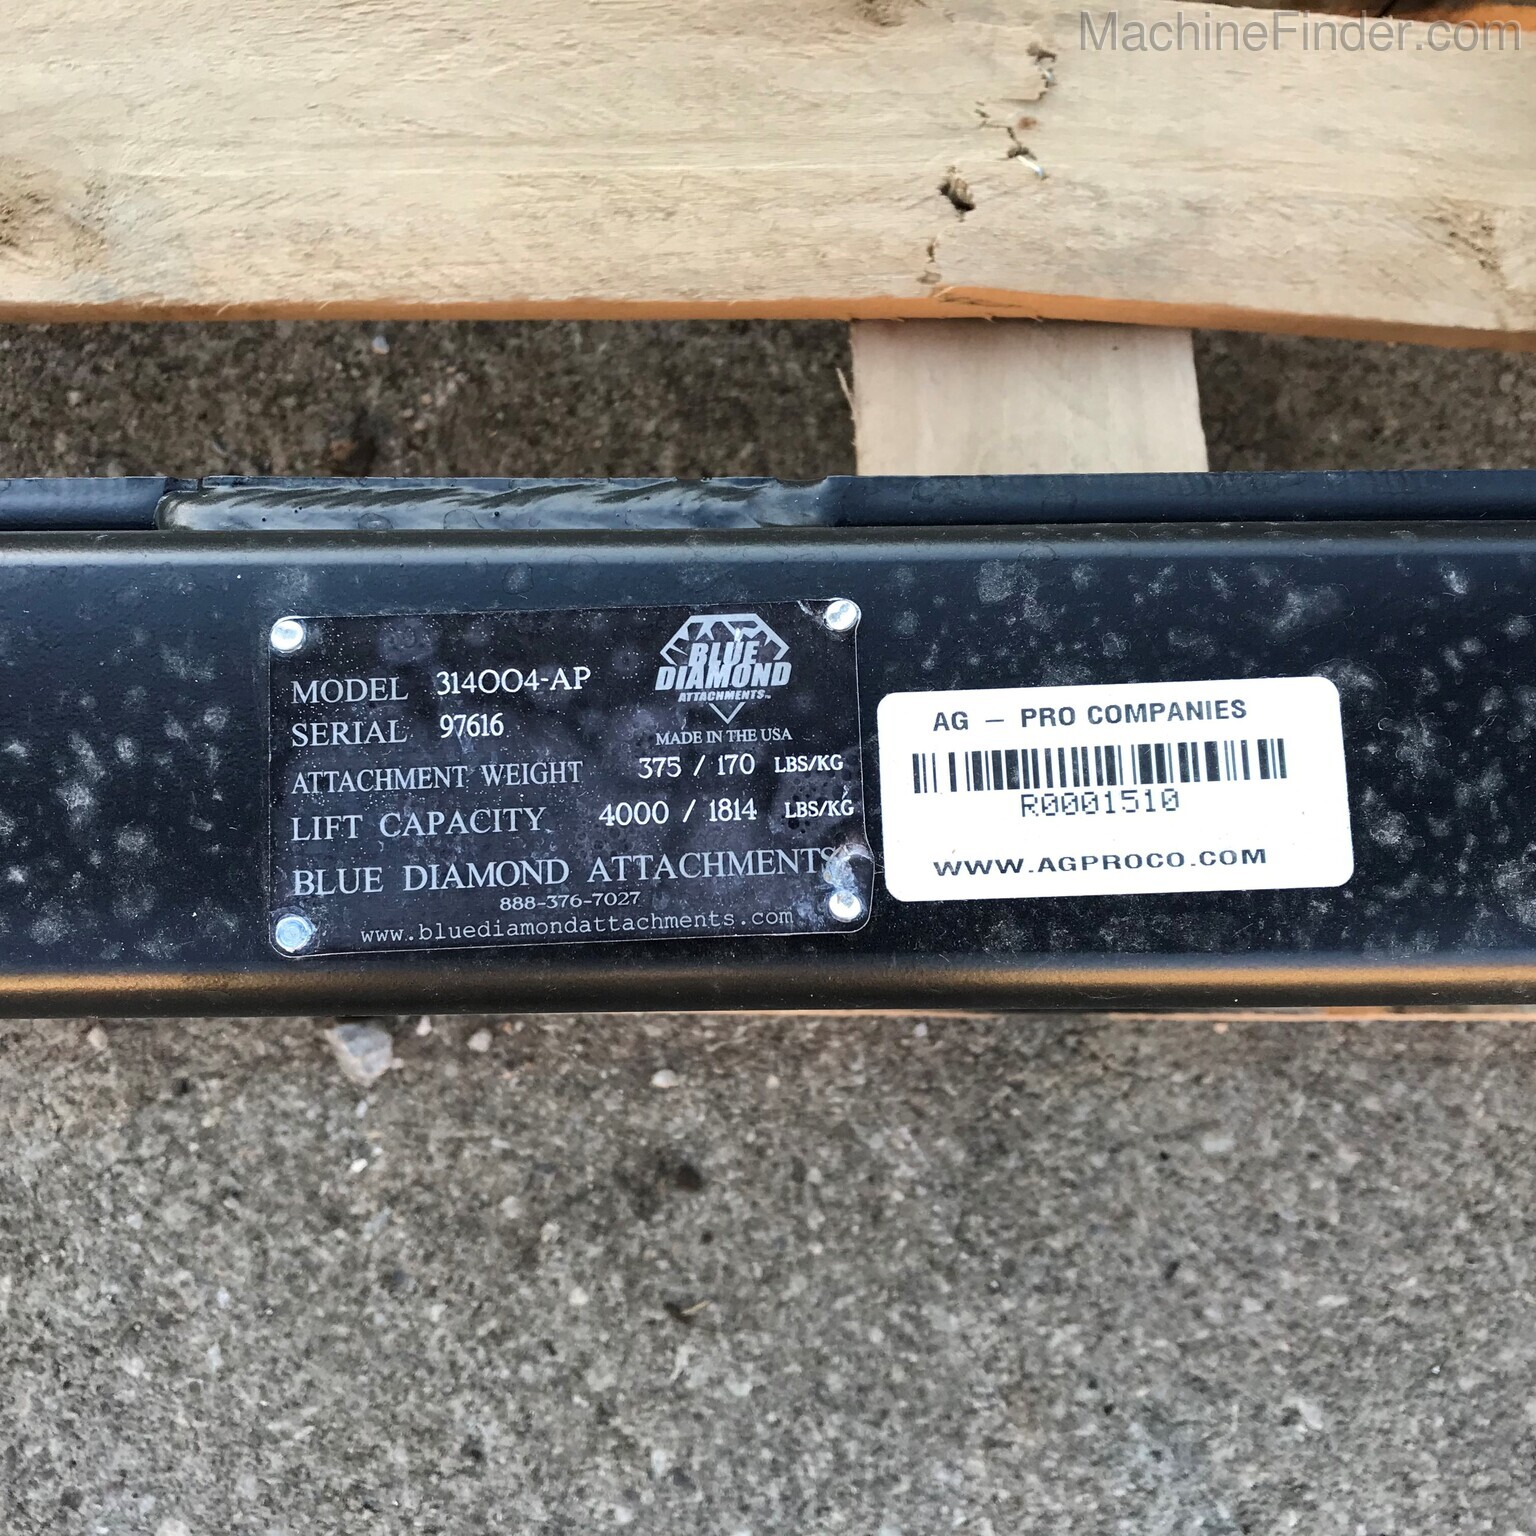 MachineFinder.com
BLUE
DIAMOND
ATTACHMENTS™
MADE IN THE USA
MODEL 314004-AP
SERIAL 97616
ATTACHMENT WEIGHT 375 / 170 LBS/KG
LIFT CAPACITY 4000 / 1814 LBS/KG
BLUE DIAMOND ATTACHMENTS
888-376-7027
www.bluediamondattachments.com
AG – PRO COMPANIES
R0001510
WWW.AGPROCO.COM